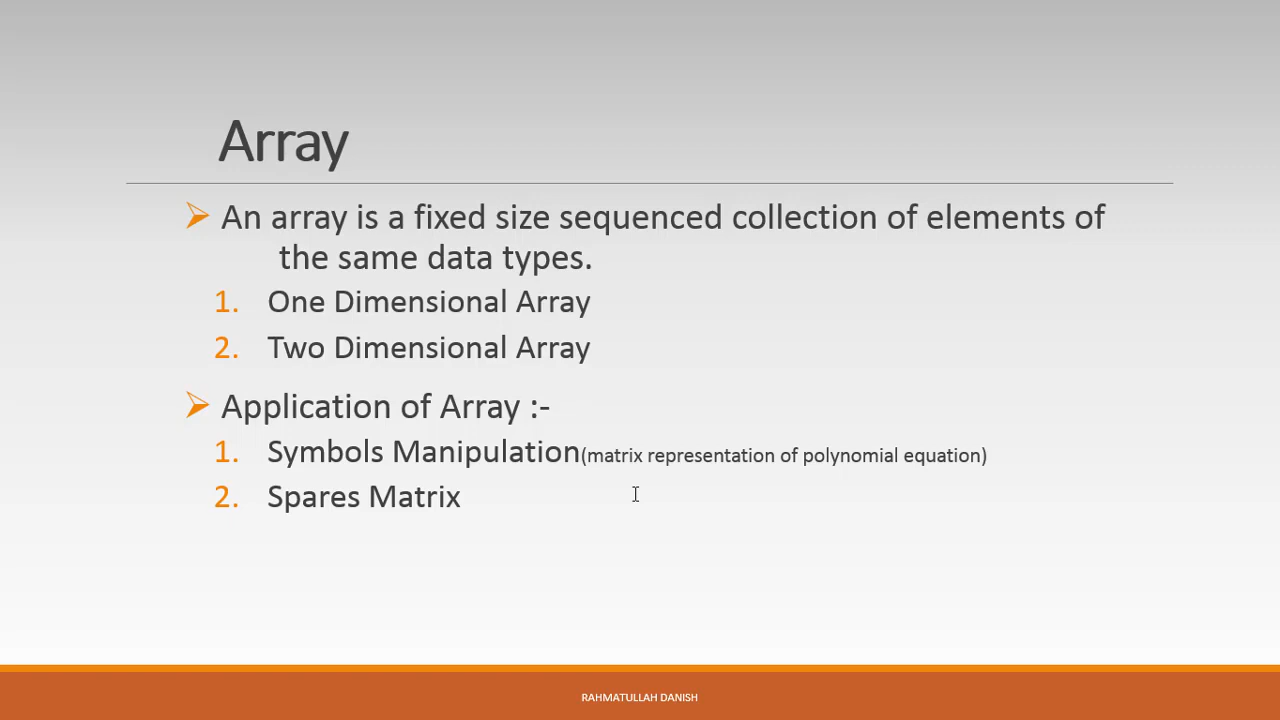 Array
An array is a fixed size sequenced collection of elements of
the same data types.
1. One Dimensional Array
2. Two Dimensional Array
Application of Array :-
1. Symbols Manipulation(matrix representation of polynomial equation)
2. Spares Matrix
RAHMATULLAH DANISH